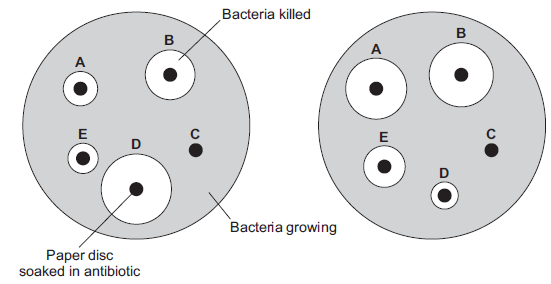 Bacteria killed
A
B
E
D
C
Paper disc
soaked in antibiotic
Bacteria growing
A
B
E
D
C